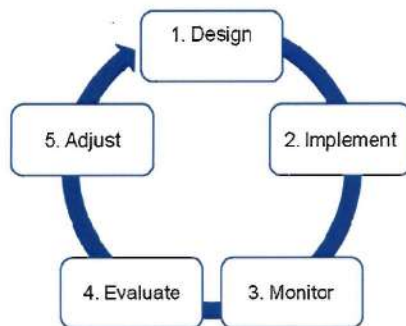 1. Design
2. Implement
3. Monitor
4. Evaluate
5. Adjust